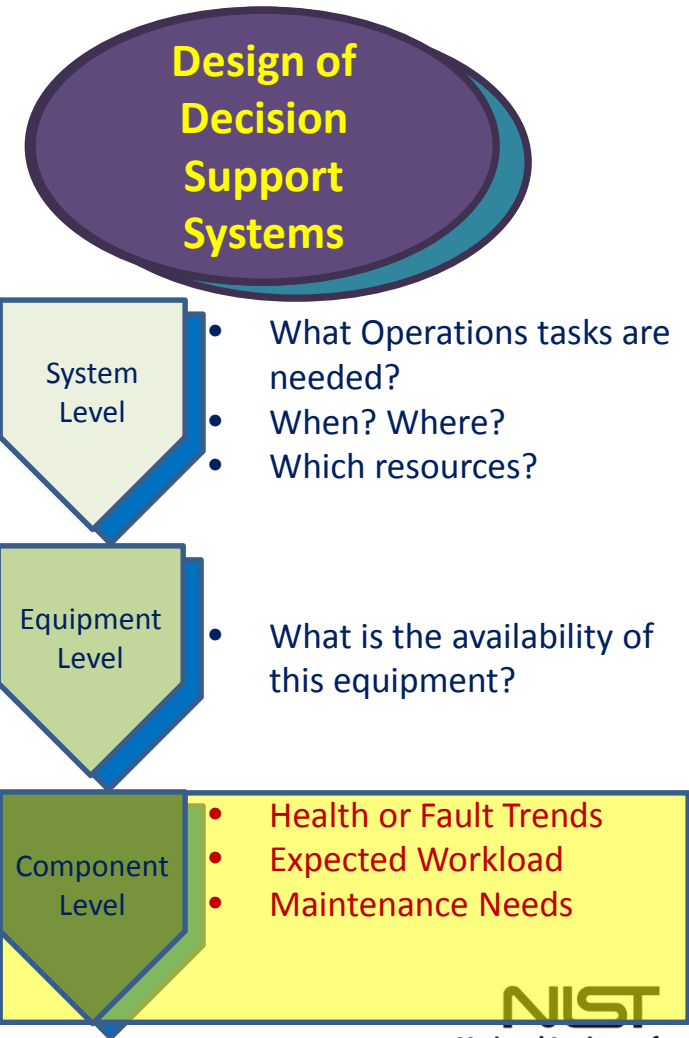 Design of
Decision
Support
Systems
System
Level
• What Operations tasks are
needed?
• When? Where?
• Which resources?
Equipment
Level
• What is the availability of
this equipment?
Component
Level
• Health or Fault Trends
• Expected Workload
• Maintenance Needs
NIST